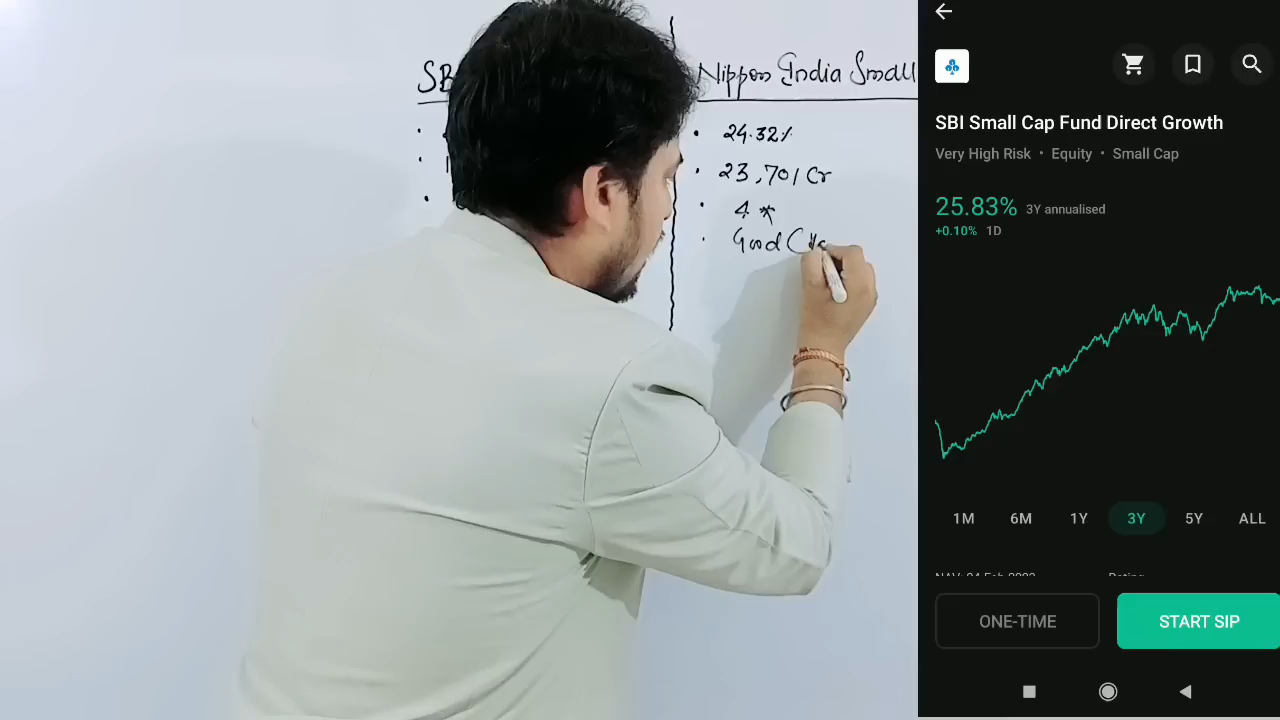 SB
Nippon India Small
24.32%
23,701 Cr
4 *
Good (
SBI Small Cap Fund Direct Growth
Very High Risk • Equity • Small Cap
25.83% 3Y annualised
+0.10% 1D
1M 6M 1Y 3Y 5Y ALL
ONE-TIME START SIP